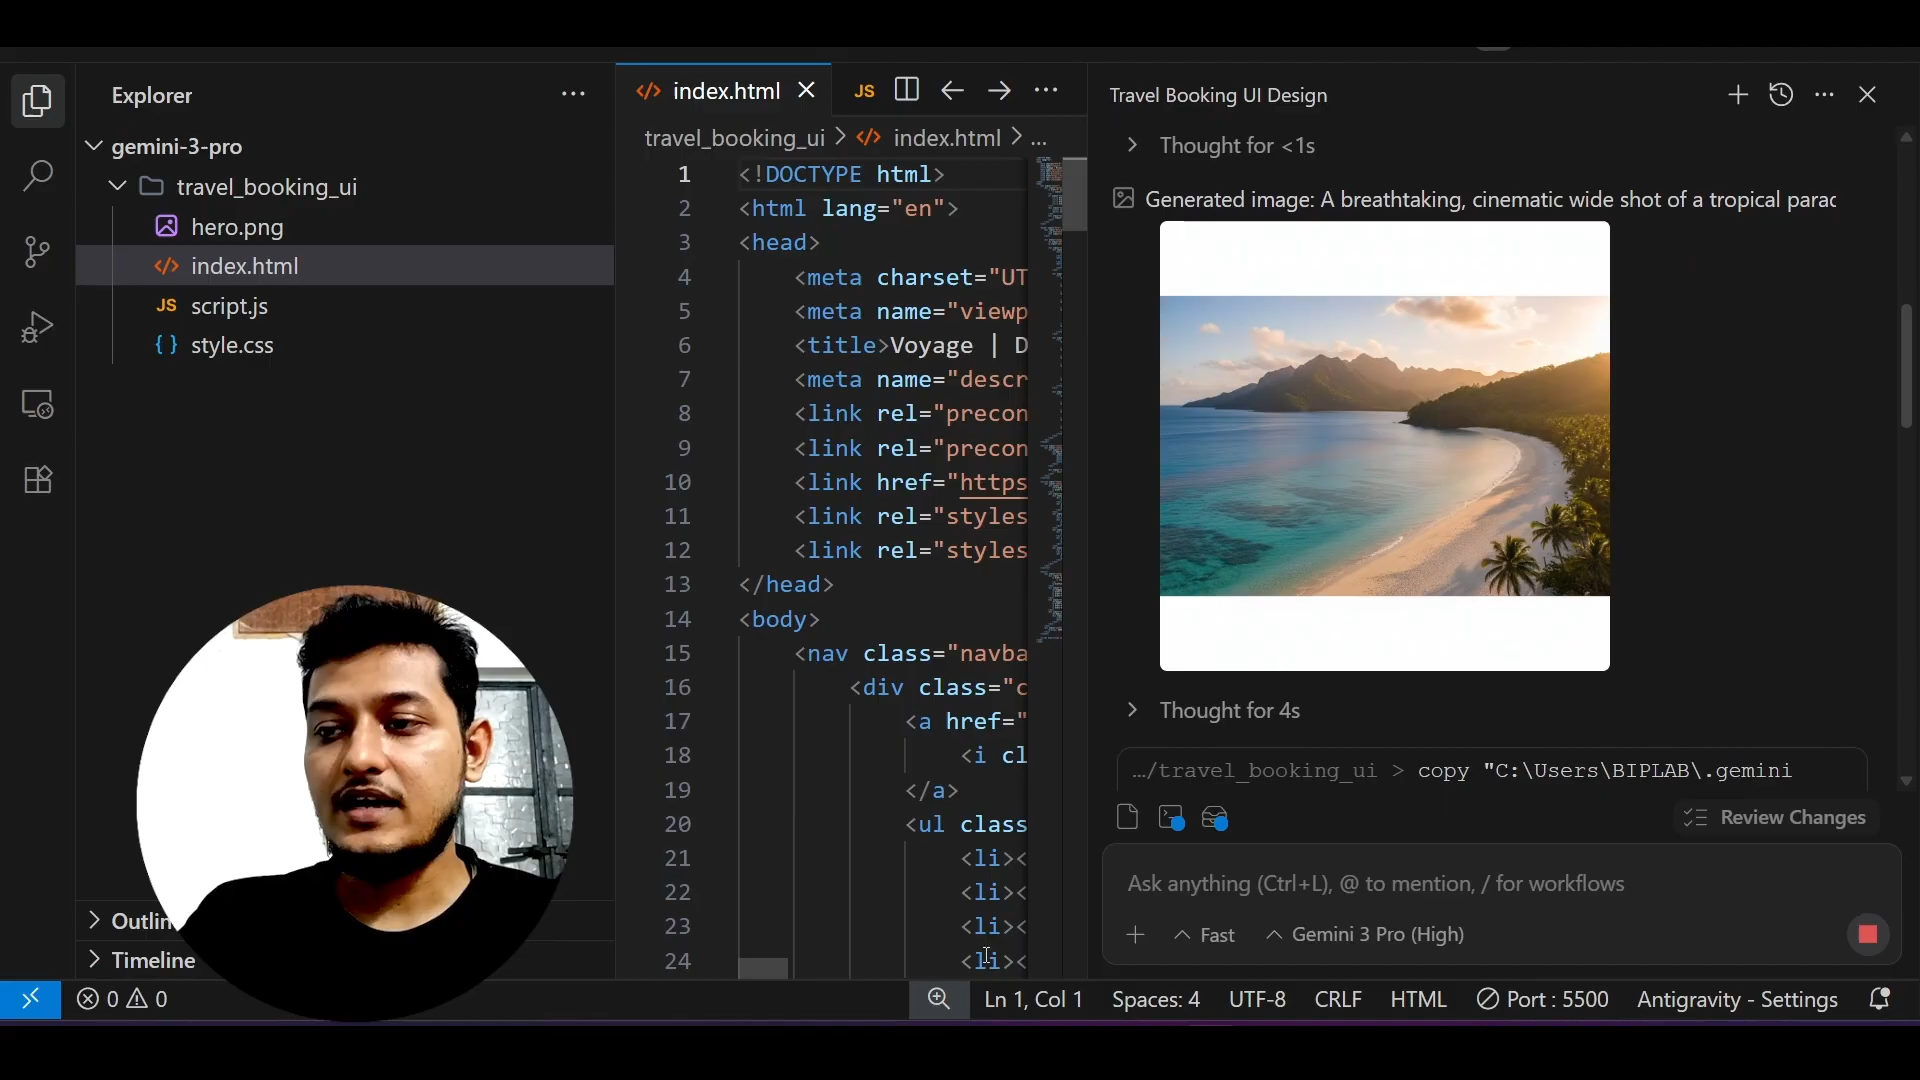 Explorer
gemini-3-pro
travel_booking_ui
hero.png
index.html
JS script.js
{ } style.css
Timeline
index.html
JS
travel_booking_ui > index.html > ...
1 <!DOCTYPE html>
2 <html lang="en">
3 <head>
4 <meta charset="UT
5 <meta name="viewp
6 <title>Voyage | D
7 <meta name="descr
8 <link rel="precon
9 <link rel="precon
10 <link href="https
11 <link rel="styles
12 <link rel="styles
13 </head>
14 <body>
15 <nav class="navba
16 <div class="c
17 <a href="
18 <i cl
19 </a>
20 <ul class
21 <li><
22 <li><
23 <li><
24 <li><
Travel Booking UI Design
Thought for <1s
Generated image: A breathtaking, cinematic wide shot of a tropical parac
Thought for 4s
.../travel_booking_ui > copy "C:\Users\BIPLAB\.gemini
Review Changes
Ask anything (Ctrl+L), @ to mention, / for workflows
Fast
Gemini 3 Pro (High)
0 0
Ln 1, Col 1
Spaces: 4
UTF-8
CRLF
HTML
Port : 5500
Antigravity - Settings